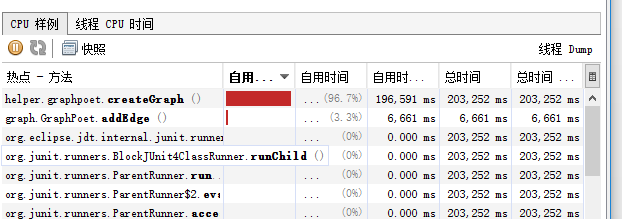 CPU 样例 线程 CPU 时间
快照 线程 Dump
热点 - 方法 自用... 自用时间 自用时... 总时间 总时间 ...
helper.graphpoet.createGraph () ... (96.7%) 196,591 ms 203,252 ms 203,252 ms
graph.GraphPoet.addEdge () ... (3.3%) 6,661 ms 6,661 ms 6,661 ms
org.eclipse.jdt.internal.junit.runner ... (0%) 0.000 ms 203,252 ms 203,252 ms
org.junit.runners.BlockJUnit4ClassRunner.runChild () (0%) 0.000 ms 203,252 ms 203,252 ms
org.junit.runners.ParentRunner.run ... (0%) 0.000 ms 203,252 ms 203,252 ms
org.junit.runners.ParentRunner$2.eva ... (0%) 0.000 ms 203,252 ms 203,252 ms
org.junit.runners.ParentRunner.acce ... (0%) 0.000 ms 203,252 ms 203,252 ms